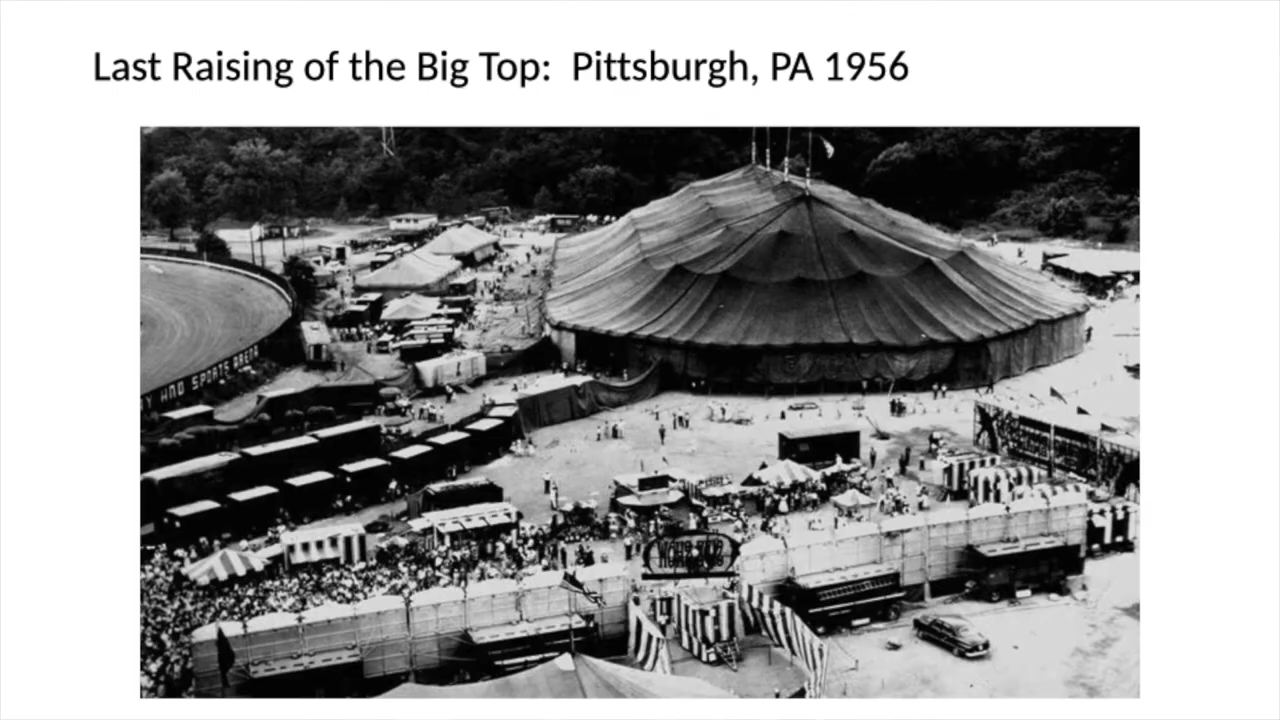 Last Raising of the Big Top:  Pittsburgh, PA 1956
AND SPORTS ARENA